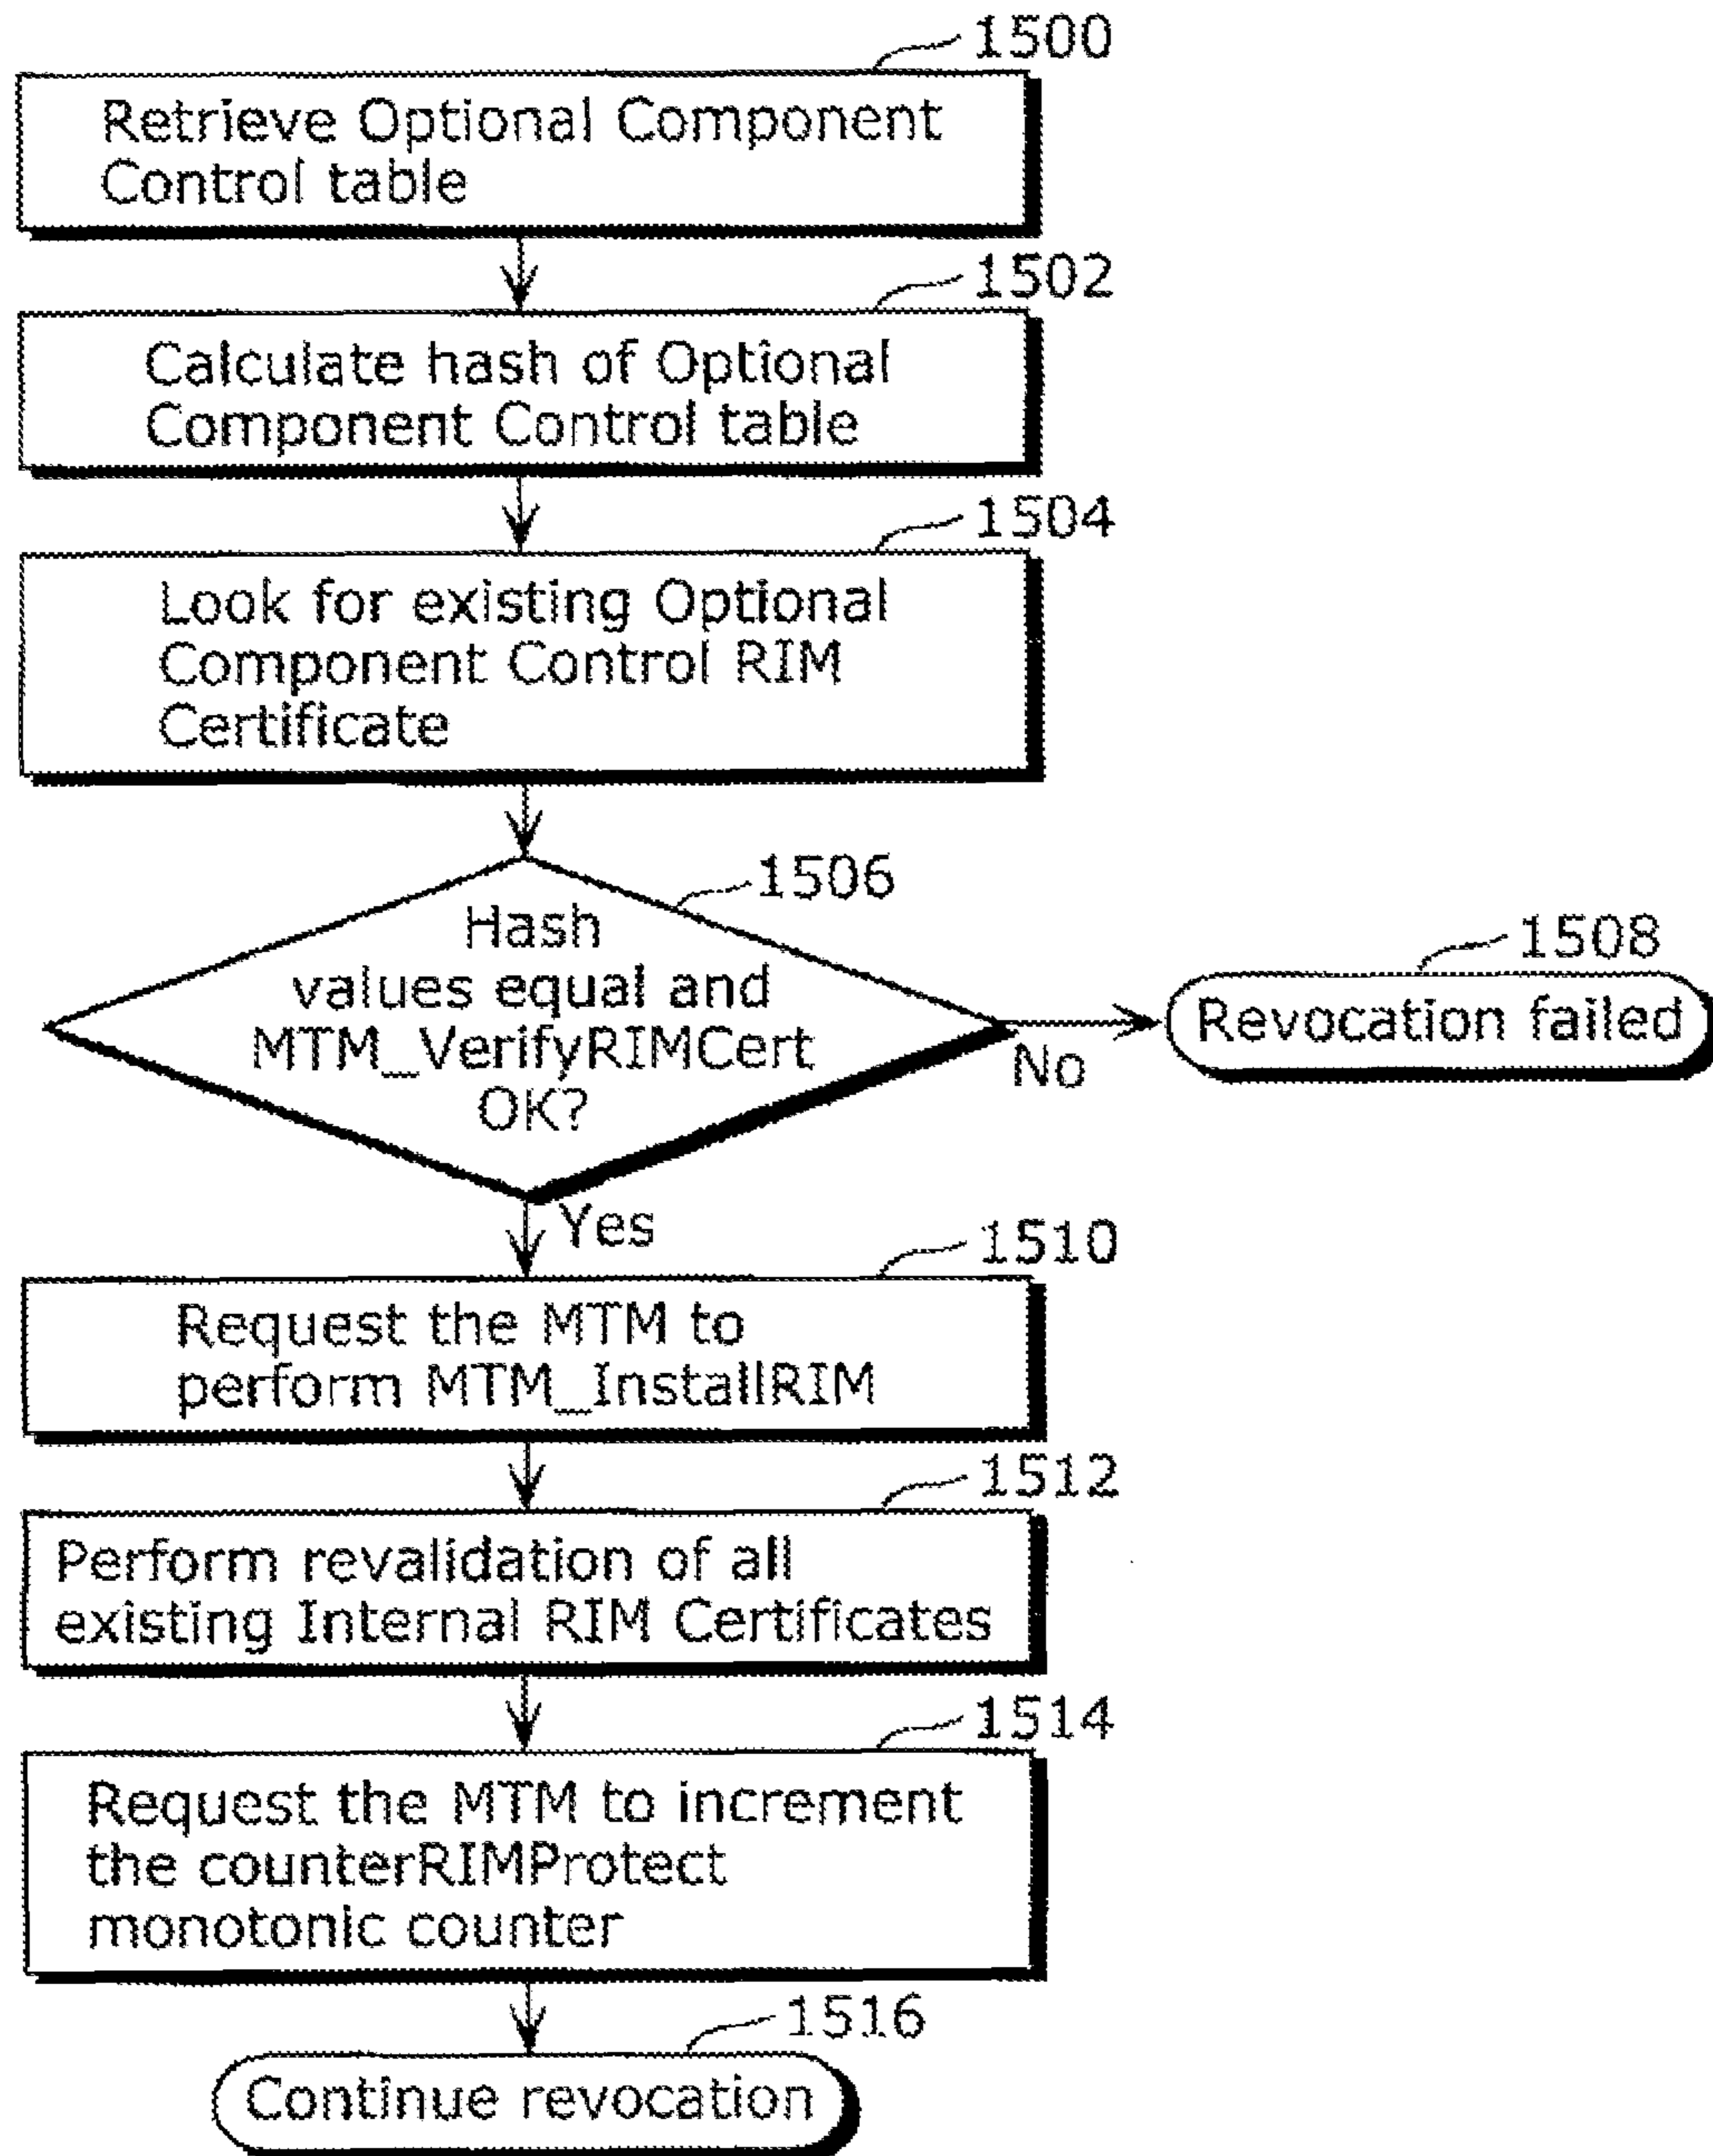 1500
Retrieve Optional Component
Control table
1502
Calculate hash of Optional
Component Control table
1504
Look for existing Optional
Component Control RIM
Certificate
1506
Hash
values equal and
MTM_VerifyRIMCert
OK?
1508
Revocation failed
No
Yes
1510
Request the MTM to
perform MTM_InstallRIM
1512
Perform revalidation of all
existing Internal RIM Certificates
1514
Request the MTM to increment
the counterRIMProtect
monotonic counter
1516
Continue revocation